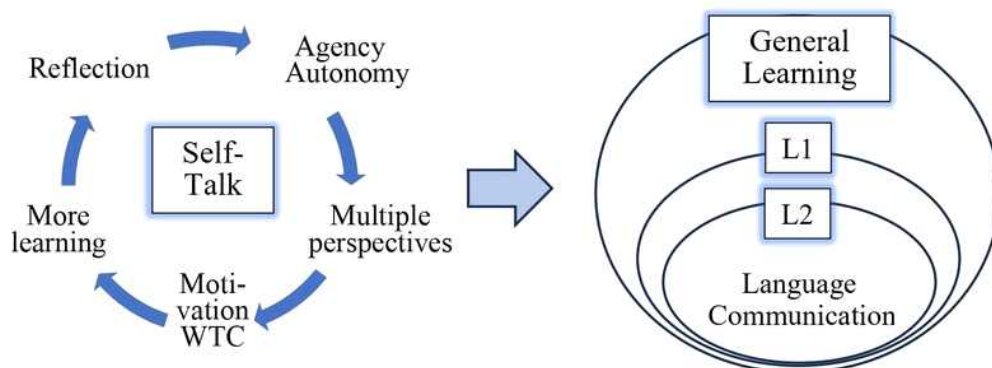 Reflection
Agency
Autonomy
Self-
Talk
More
learning
Multiple
perspectives
Moti-
vation
WTC
General
Learning
L1
L2
Language
Communication